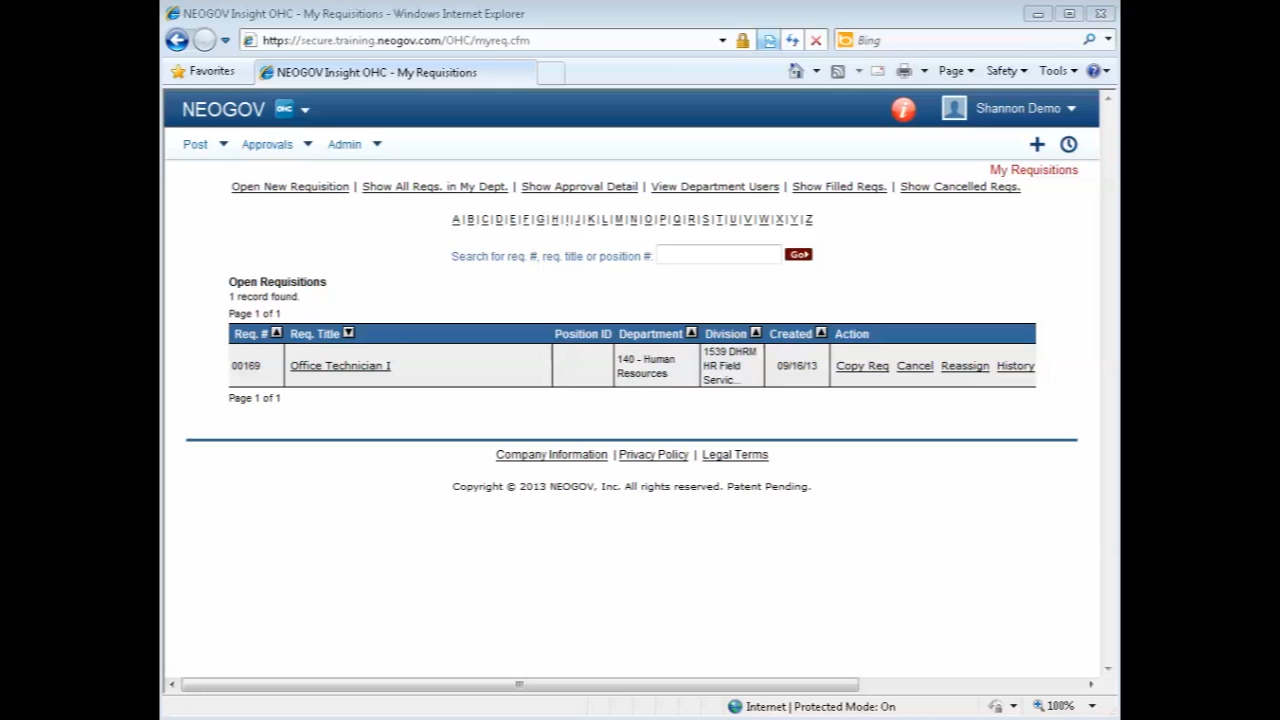 NEOGOV Insight OHC - My Requisitions - Windows Internet Explorer
https://secure.training.neogov.com/OHC/myreq.cfm
Bing
Favorites
NEOGOV Insight OHC - My Requisitions
Page
Safety
Tools
NEOGOV OHC
Shannon Demo
Post
Approvals
Admin
My Requisitions
Open New Requisition | Show All Reqs. in My Dept. | Show Approval Detail | View Department Users | Show Filled Reqs. | Show Cancelled Reqs.
A|B|C|D|E|F|G|H|I|J|K|L|M|N|O|P|Q|R|S|T|U|V|W|X|Y|Z
Search for req. #, req. title or position #: Go
Open Requisitions
1 record found.
Page 1 of 1
Req. # Req. Title Position ID Department Division Created Action
00169 Office Technician I 140 - Human Resources 1539 DHRM HR Field Servic... 09/16/13 Copy Req Cancel Reassign History
Page 1 of 1
Company Information | Privacy Policy | Legal Terms
Copyright © 2013 NEOGOV, Inc. All rights reserved. Patent Pending.
Internet | Protected Mode: On
100%